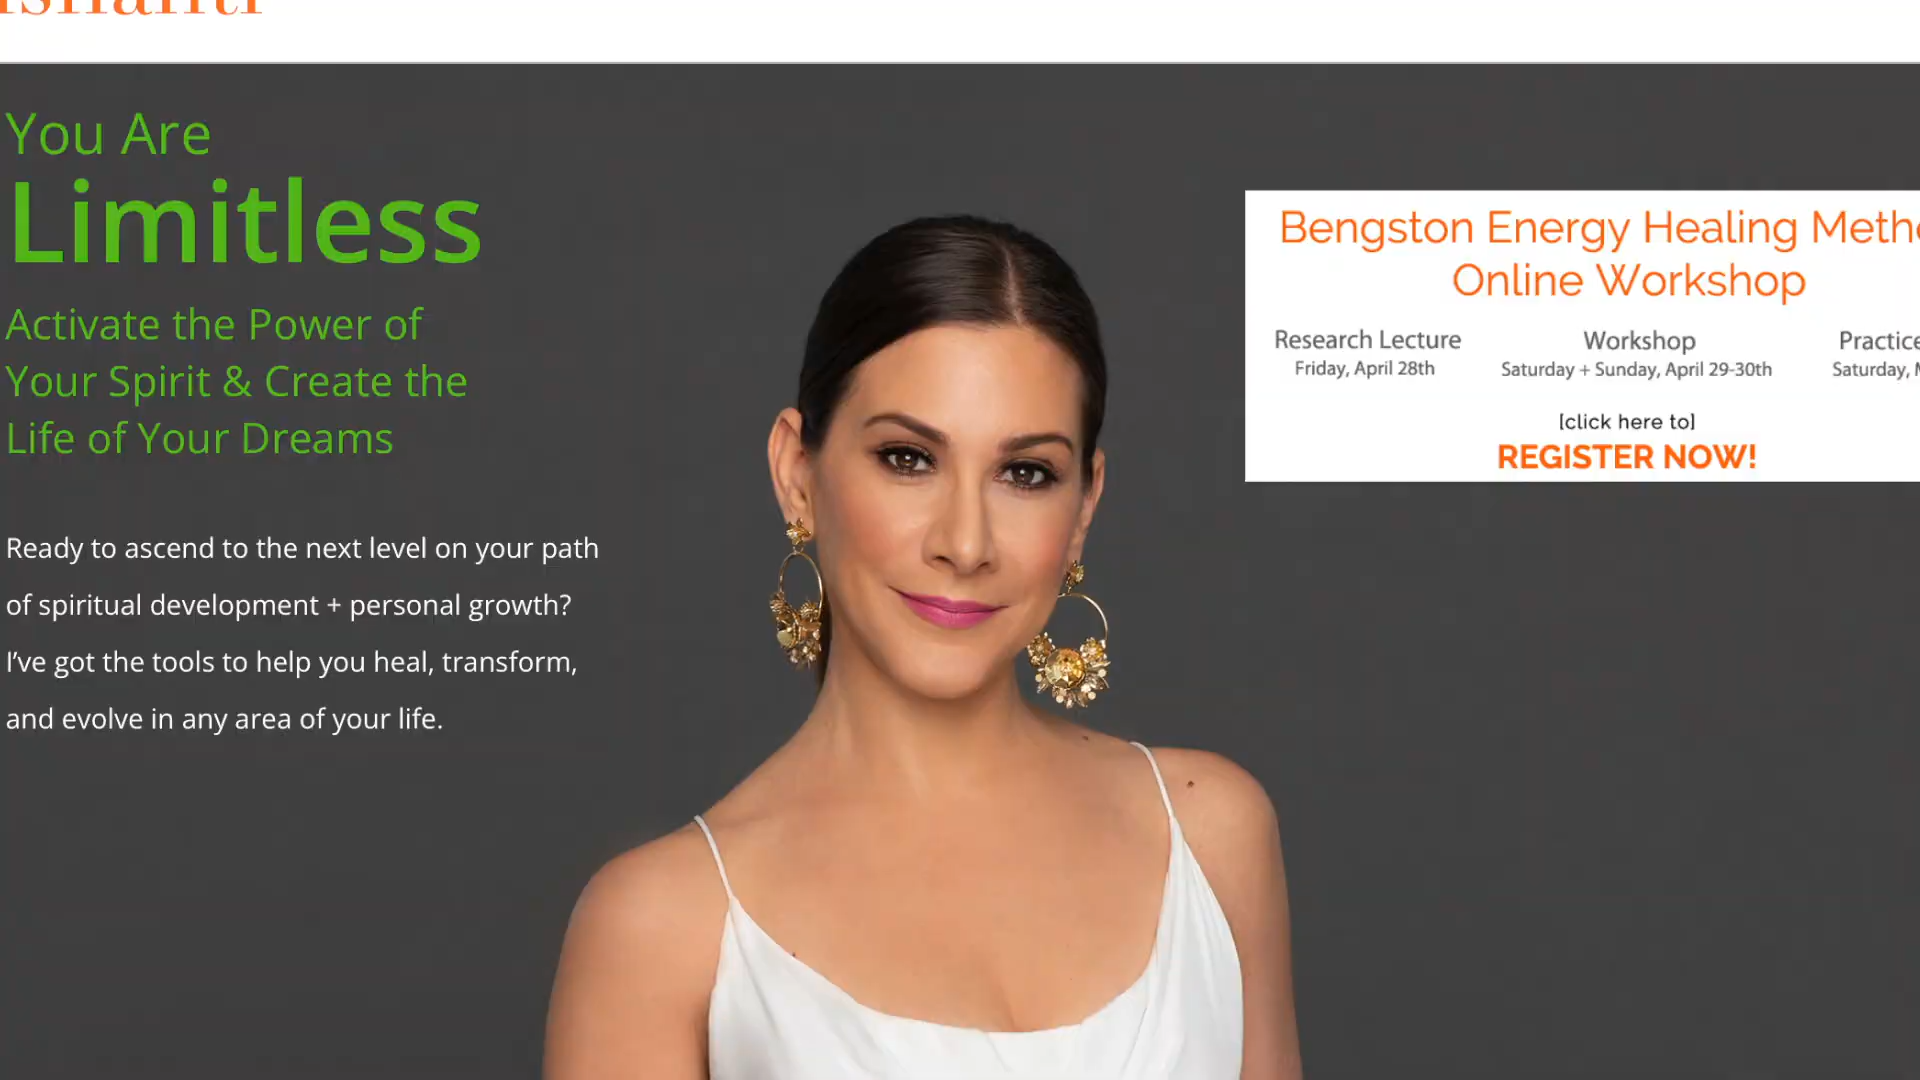 You Are
Limitless
Activate the Power of
Your Spirit & Create the
Life of Your Dreams
Ready to ascend to the next level on your path
of spiritual development + personal growth?
I’ve got the tools to help you heal, transform,
and evolve in any area of your life.
Bengston Energy Healing
Online Workshop
Research Lecture
Friday, April 28th
Workshop
Saturday + Sunday, April 29-30th
Practice
Saturday,
[click here to]
REGISTER NOW!